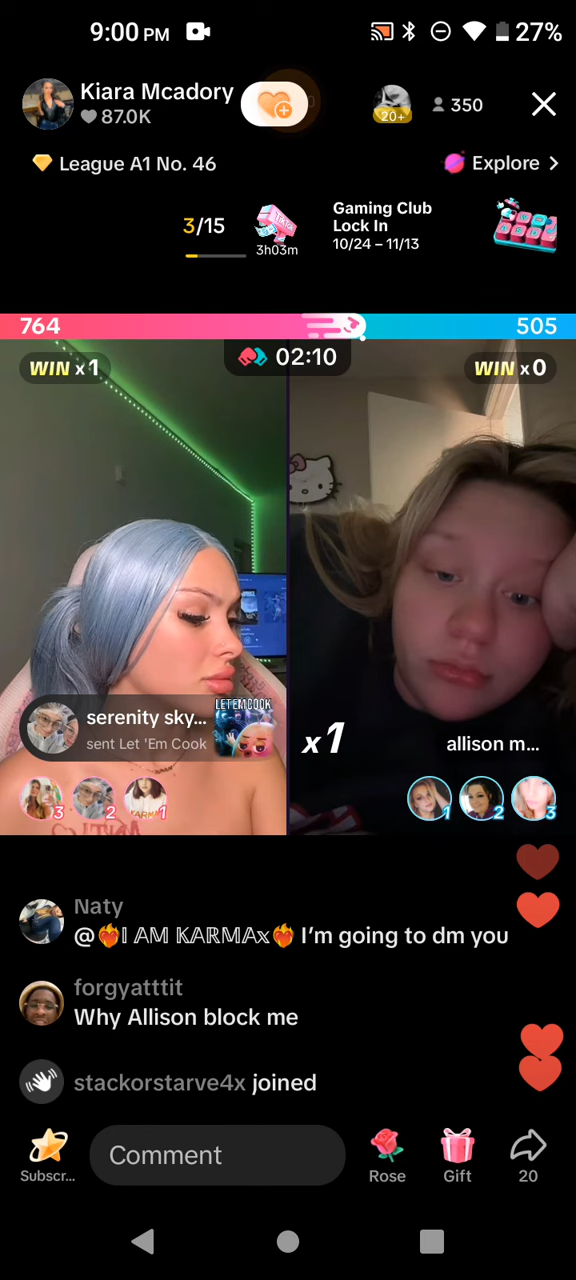 9:00 PM
27%
Kiara Mcadory
87.0K
20+
350
League A1 No. 46
Explore >
3/15
3h03m
Gaming Club
Lock In
10/24 – 11/13
764
505
WIN x1
02:10
WIN x0
LETEMCOOK
serenity sky...
sent Let 'Em Cook
x1
allison m...
3
2
1
1
2
3
Naty
@❤️‍🔥𝕀 𝔸𝕄 𝕂𝔸ℝ𝕄𝔸x❤️‍🔥 I’m going to dm you
forgyatttit
Why Allison block me
stackorstarve4x joined
Subscr...
Comment
Rose
Gift
20